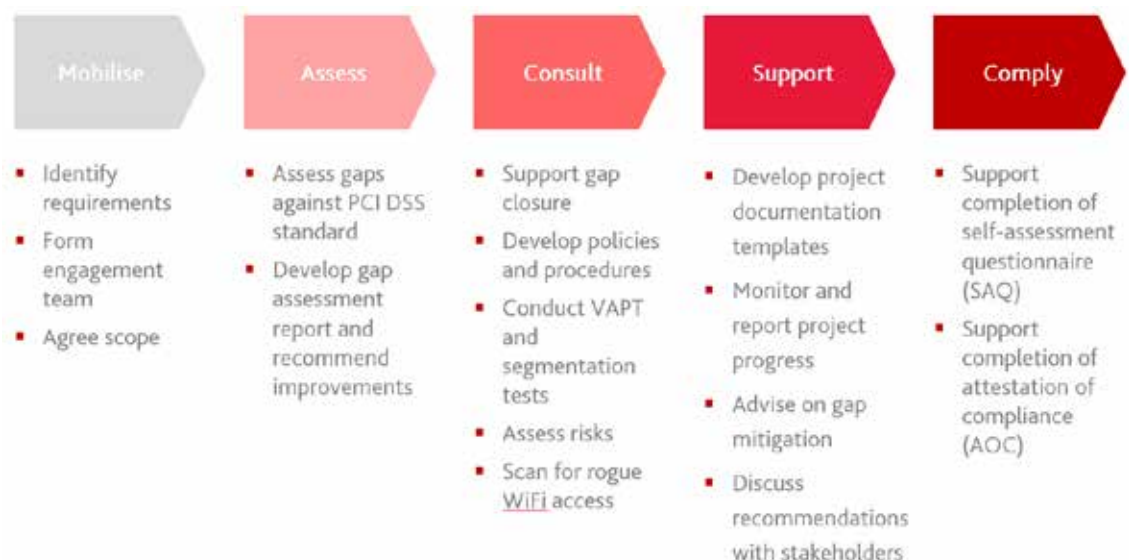 Mobilise
Identify
requirements
Form
engagement
team
Agree scope
Assess
Assess gaps
against PCI DSS
standard
Develop gap
assessment
report and
recommend
improvements
Consult
Support gap
closure
Develop policies
and procedures
Conduct VAPT
and
segmentation
tests
Assess risks
Scan for rogue
WiFi access
Support
Develop project
documentation
templates
Monitor and
report project
progress
Advise on gap
mitigation
Discuss
recommendations
with stakeholders
Comply
Support
completion of
self-assessment
questionnaire
(SAQ)
Support
completion of
attestation of
compliance
(AOC)